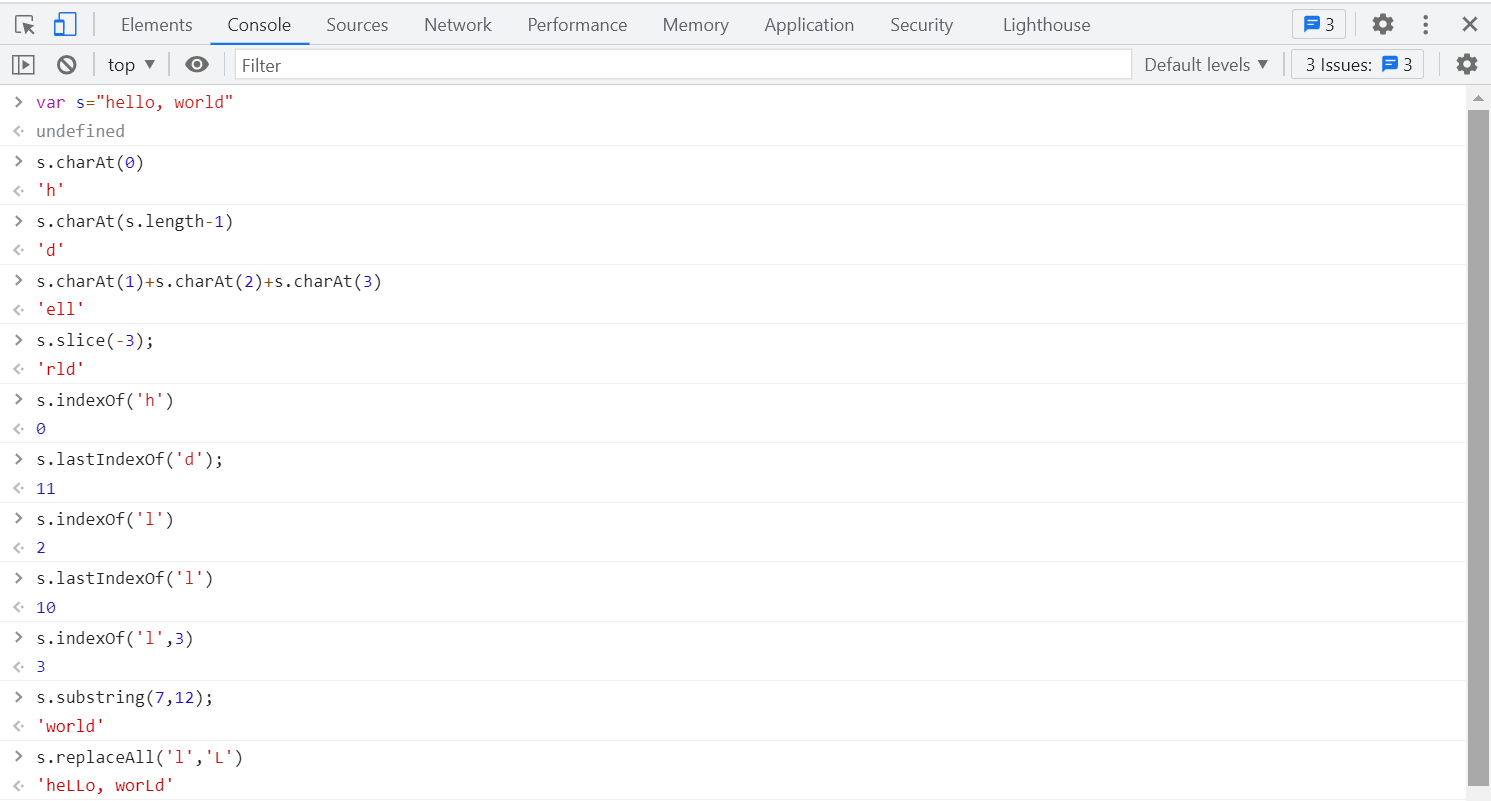 Elements Console Sources Network Performance Memory Application Security Lighthouse 3
top Filter Default levels 3 Issues: 3
var s="hello, world"
undefined
s.charAt(0)
'h'
s.charAt(s.length-1)
'd'
s.charAt(1)+s.charAt(2)+s.charAt(3)
'ell'
s.slice(-3);
'rld'
s.indexOf('h')
0
s.lastIndexOf('d');
11
s.indexOf('l')
2
s.lastIndexOf('l')
10
s.indexOf('l',3)
3
s.substring(7,12);
'world'
s.replaceAll('l','L')
'heLLo, worLd'